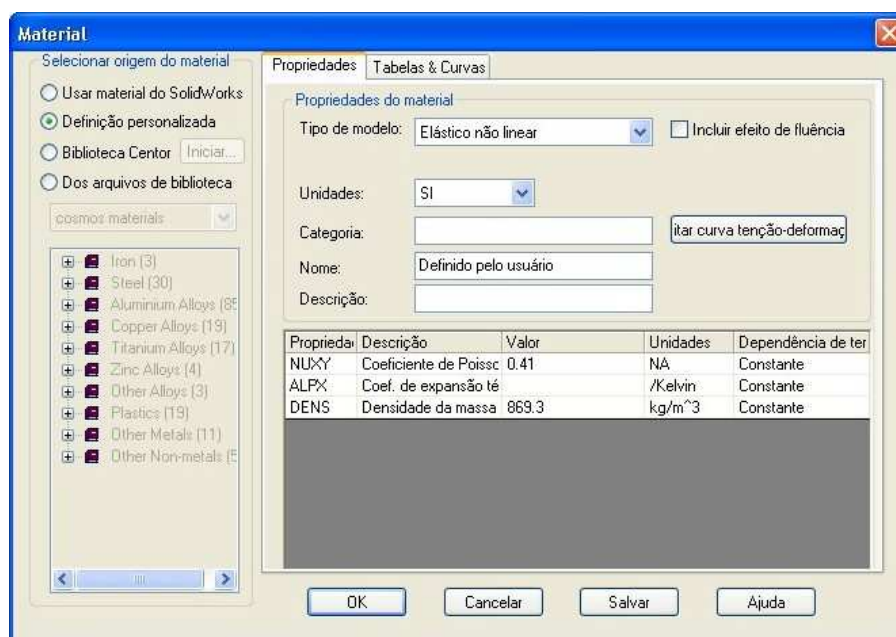 Material
Selecionar origem do material
Usar material do SolidWorks
Definição personalizada
Biblioteca Centor Iniciar...
Dos arquivos de biblioteca
cosmos materials
Iron (3)
Steel (30)
Aluminium Alloys (85
Copper Alloys (19)
Titanium Alloys (17)
Zinc Alloys (4)
Other Alloys (3)
Plastics (19)
Other Metals (11)
Other Non-metals (5
Propriedades Tabelas & Curvas
Propriedades do material
Tipo de modelo: Elástico não linear Incluir efeito de fluência
Unidades: SI
Categoria: itar curva tenção-deformaç
Nome: Definido pelo usuário
Descrição:
Proprieda Descrição Valor Unidades Dependência de ter
NUXY Coeficiente de Poissc 0.41 NA Constante
ALPX Coef. de expansão té /Kelvin Constante
DENS Densidade da massa 869.3 kg/m^3 Constante
OK Cancelar Salvar Ajuda